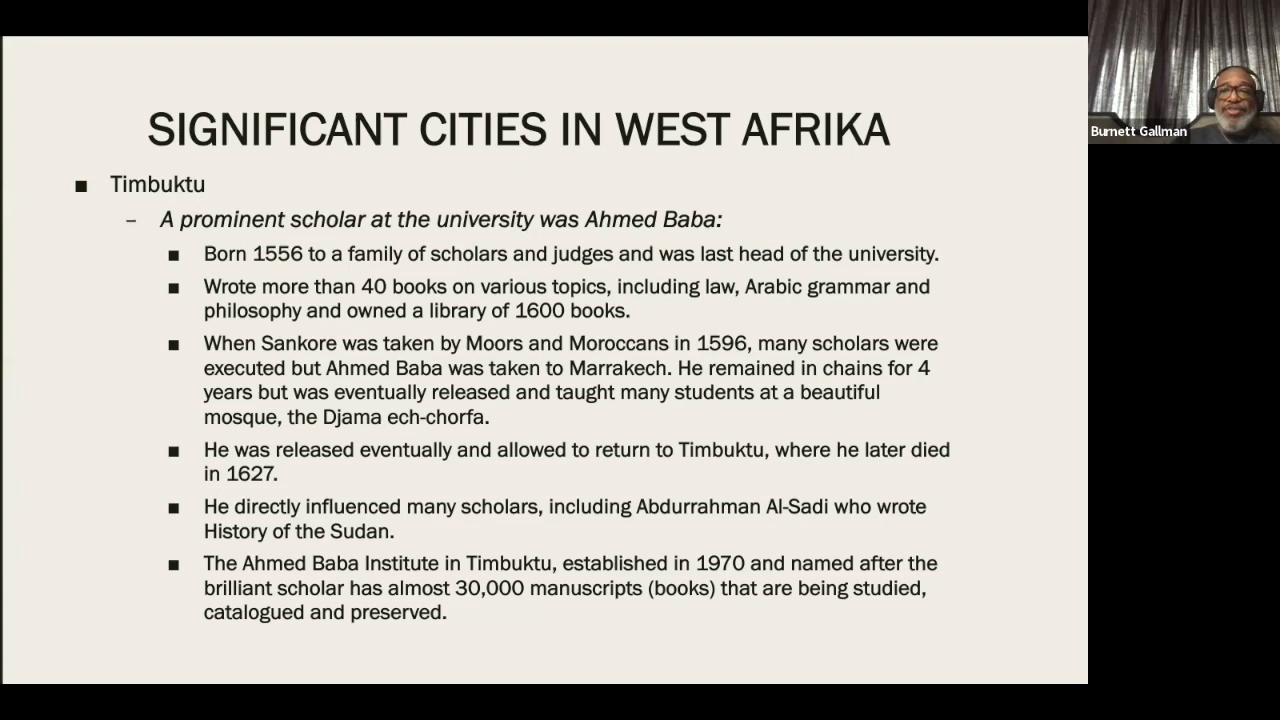 SIGNIFICANT CITIES IN WEST AFRIKA
■ Timbuktu
– A prominent scholar at the university was Ahmed Baba:
■ Born 1556 to a family of scholars and judges and was last head of the university.
■ Wrote more than 40 books on various topics, including law, Arabic grammar and
philosophy and owned a library of 1600 books.
■ When Sankore was taken by Moors and Moroccans in 1596, many scholars were
executed but Ahmed Baba was taken to Marrakech. He remained in chains for 4
years but was eventually released and taught many students at a beautiful
mosque, the Djama ech-chorfa.
■ He was released eventually and allowed to return to Timbuktu, where he later died
in 1627.
■ He directly influenced many scholars, including Abdurrahman Al-Sadi who wrote
History of the Sudan.
■ The Ahmed Baba Institute in Timbuktu, established in 1970 and named after the
brilliant scholar has almost 30,000 manuscripts (books) that are being studied,
catalogued and preserved.
Burnett Gallman